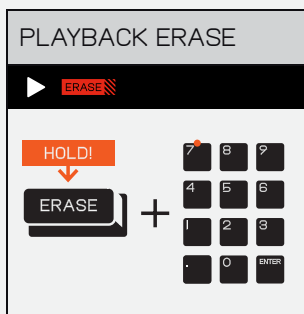 PLAYBACK ERASE
ERASE
HOLD!
ERASE
+
7 8 9
4 5 6
1 2 3
. 0 ENTER